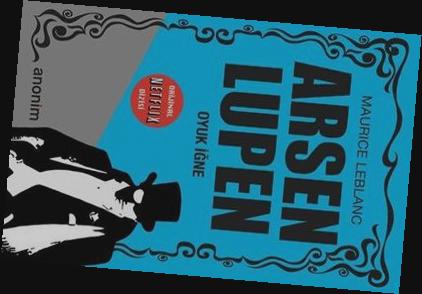 MAURICE LEBLANC
ARSEN
LUPEN
OYUK İĞNE
ORİJİNAL
NETFLIX
DİZİSİ
anonim